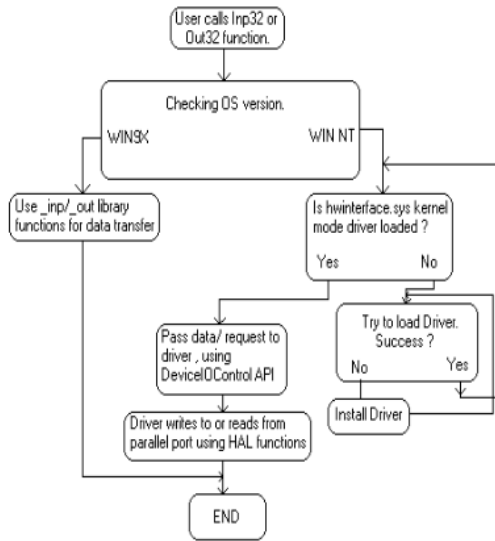 User calls Inp32 or
Out32 function.
Checking OS version.
WIN9X
WIN NT
Use _inp/_out library
functions for data transfer
Is hwinterface.sys kernel
mode driver loaded ?
Yes
No
Pass data/ request to
driver , using
DeviceIOControl API
Try to load Driver.
Success ?
No
Yes
Install Driver
Driver writes to or reads from
parallel port using HAL functions
END